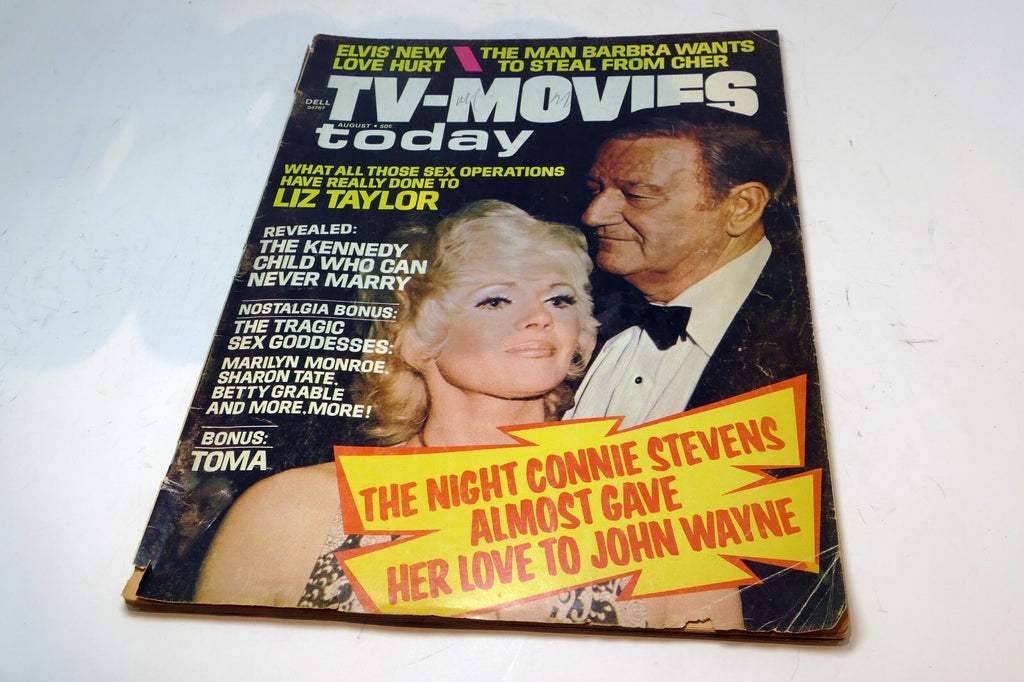 ELVIS' NEW
LOVE HURT
THE MAN BARBRA WANTS
TO STEAL FROM CHER
DELL
04767
TV-MOVIES
AUGUST • 50¢
today
WHAT ALL THOSE SEX OPERATIONS
HAVE REALLY DONE TO
LIZ TAYLOR
REVEALED:
THE KENNEDY
CHILD WHO CAN
NEVER MARRY
NOSTALGIA BONUS:
THE TRAGIC
SEX GODDESSES:
MARILYN MONROE,
SHARON TATE,
BETTY GRABLE
AND MORE, MORE!
BONUS:
TOMA
THE NIGHT CONNIE STEVENS
ALMOST GAVE
HER LOVE TO JOHN WAYNE